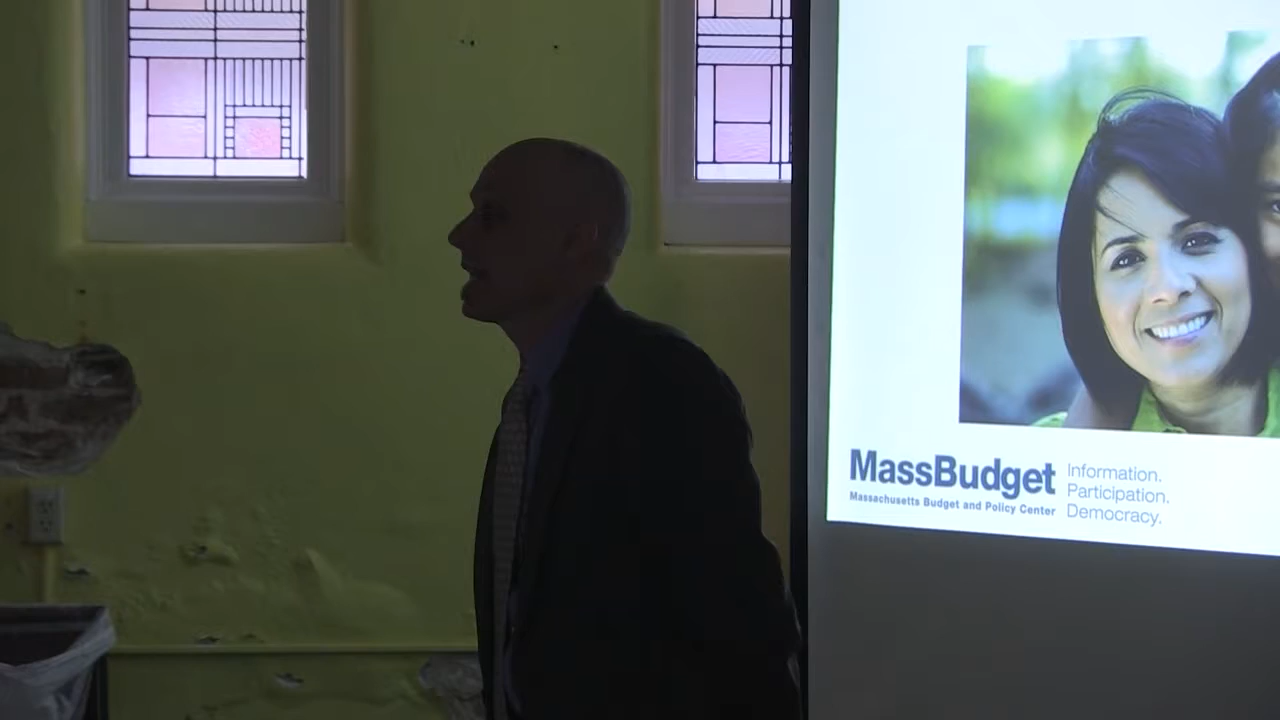 MassBudget
Massachusetts Budget and Policy Center
Information.
Participation.
Democracy.